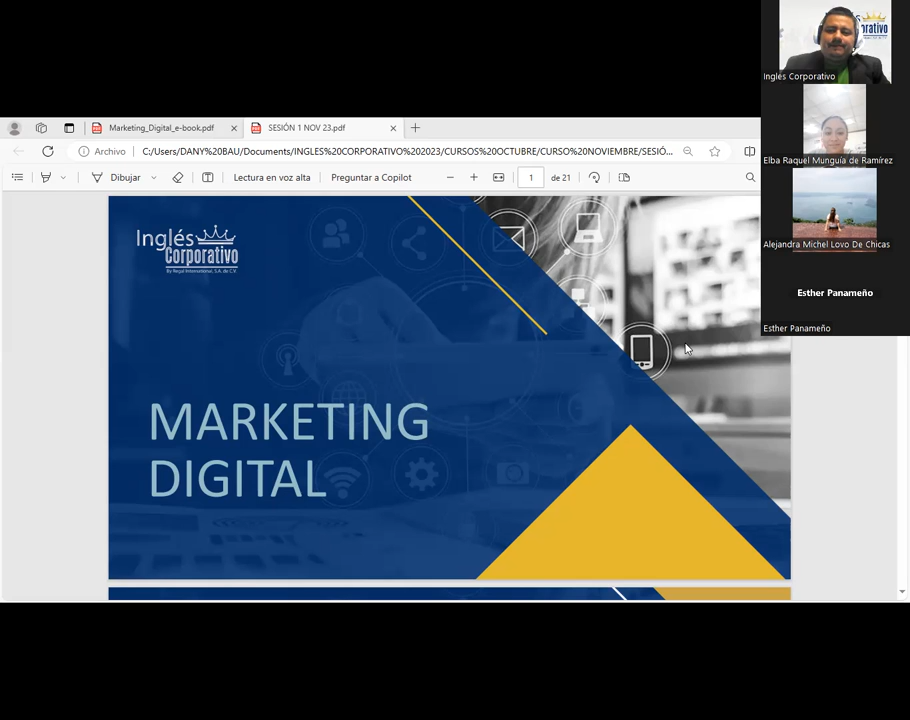 Marketing_Digital_e-book.pdf
SESIÓN 1 NOV 23.pdf
Archivo
C:/Users/DANY%20BAU/Documents/INGLES%20CORPORATIVO%202023/CURSOS%20OCTUBRE/CURSO%20NOVIEMBRE/SESIÓ...
Dibujar
Lectura en voz alta
Preguntar a Copilot
1
de 21
Inglés
Corporativo
By Regal International, S.A. de C.V.
MARKETING
DIGITAL
Inglés Corporativo
Elba Raquel Munguía de Ramírez
Alejandra Michel Lovo De Chicas
Esther Panameño
Esther Panameño